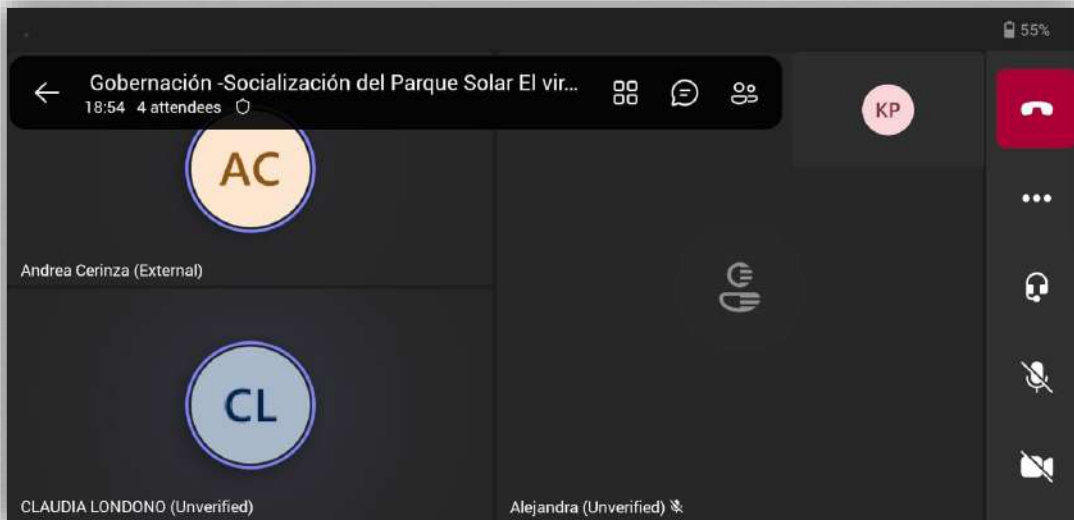 55%
Gobernación -Socialización del Parque Solar El vir...
18:54 4 attendees
KP
AC
Andrea Cerinza (External)
CL
CLAUDIA LONDONO (Unverified)
Alejandra (Unverified)